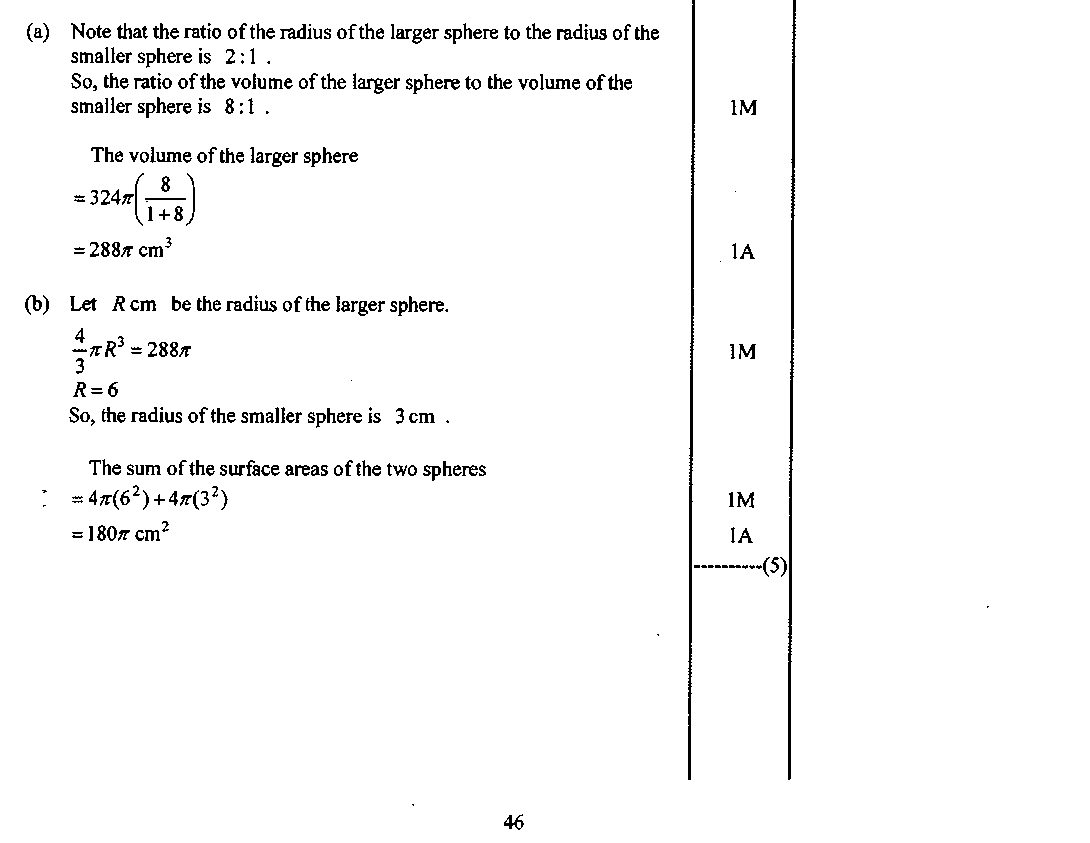 (a) Note that the ratio of the radius of the larger sphere to the radius of the
smaller sphere is 2:1 .
So, the ratio of the volume of the larger sphere to the volume of the
smaller sphere is 8:1 . 1M
The volume of the larger sphere
= 324π(8/(1+8))
= 288π cm³ 1A
(b) Let R cm be the radius of the larger sphere.
4/3 πR³ = 288π 1M
R = 6
So, the radius of the smaller sphere is 3 cm .
The sum of the surface areas of the two spheres
= 4π(6²)+4π(3²) 1M
= 180π cm² 1A
------------(5)
46